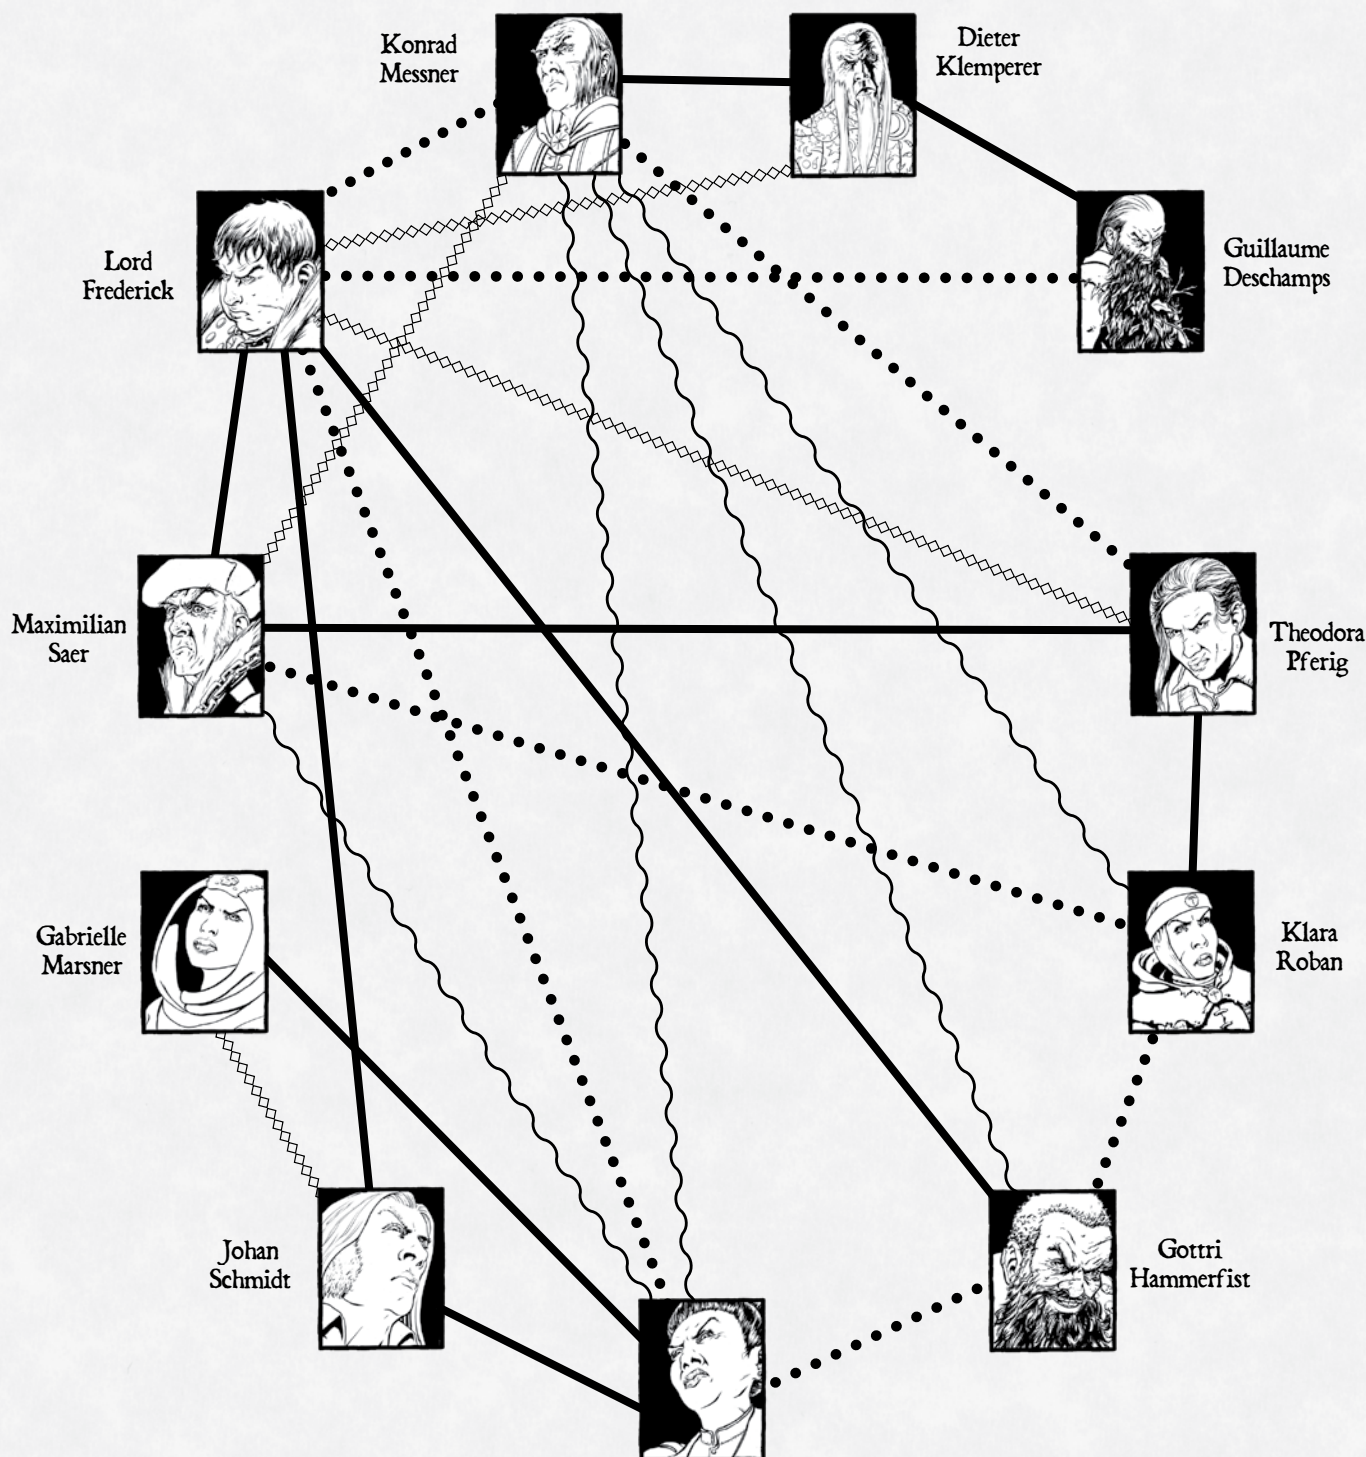 Konrad
Messner
Dieter
Klemperer
Lord
Frederick
Guillaume
Deschamps
Maximilian
Saer
Theodora
Pferig
Gabrielle
Marsner
Klara
Roban
Johan
Schmidt
Gottri
Hammerfist